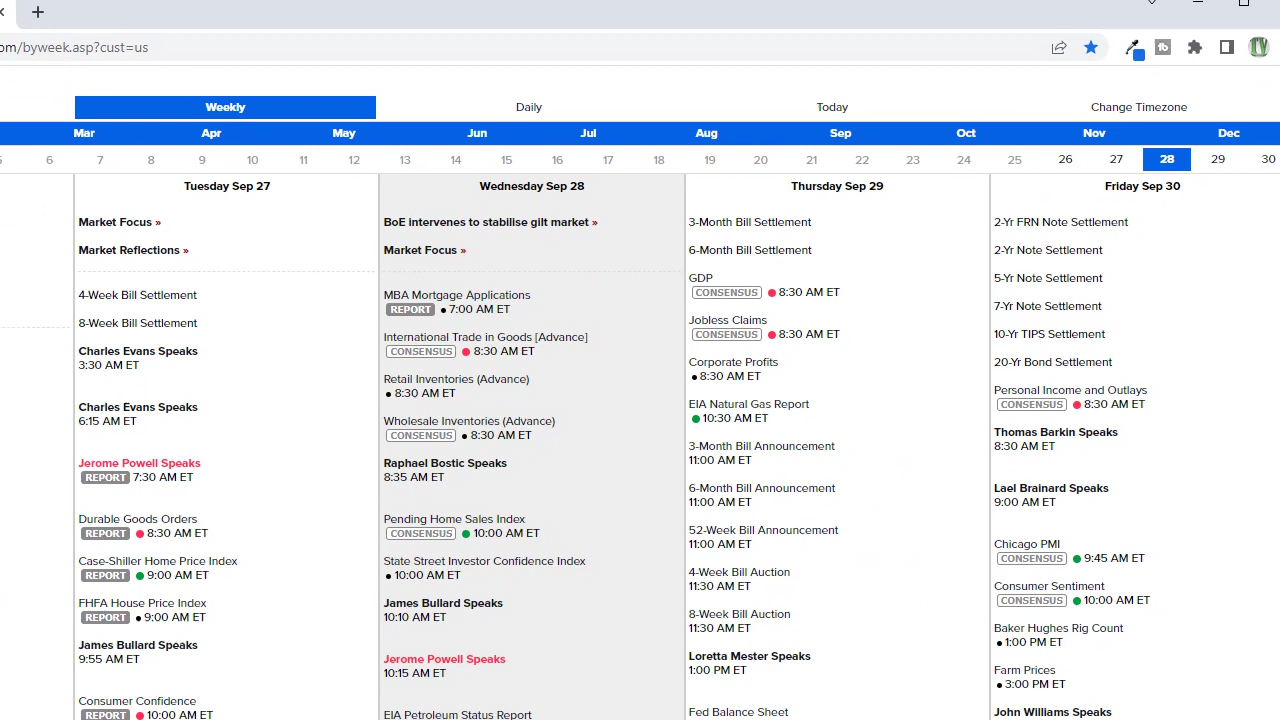 om/byweek.asp?cust=us
Weekly
Daily
Today
Change Timezone
Mar
Apr
May
Jun
Jul
Aug
Sep
Oct
Nov
Dec
6
7
8
9
10
11
12
13
14
15
16
17
18
19
20
21
22
23
24
25
26
27
28
29
30
Tuesday Sep 27
Market Focus »
Market Reflections »
4-Week Bill Settlement
8-Week Bill Settlement
Charles Evans Speaks
3:30 AM ET
Charles Evans Speaks
6:15 AM ET
Jerome Powell Speaks
REPORT 7:30 AM ET
Durable Goods Orders
REPORT 8:30 AM ET
Case-Shiller Home Price Index
REPORT 9:00 AM ET
FHFA House Price Index
REPORT 9:00 AM ET
James Bullard Speaks
9:55 AM ET
Consumer Confidence
REPORT 10:00 AM ET
Wednesday Sep 28
BoE intervenes to stabilise gilt market »
Market Focus »
MBA Mortgage Applications
REPORT 7:00 AM ET
International Trade in Goods [Advance]
CONSENSUS 8:30 AM ET
Retail Inventories (Advance)
8:30 AM ET
Wholesale Inventories (Advance)
CONSENSUS 8:30 AM ET
Raphael Bostic Speaks
8:35 AM ET
Pending Home Sales Index
CONSENSUS 10:00 AM ET
State Street Investor Confidence Index
10:00 AM ET
James Bullard Speaks
10:10 AM ET
Jerome Powell Speaks
10:15 AM ET
EIA Petroleum Status Report
Thursday Sep 29
3-Month Bill Settlement
6-Month Bill Settlement
GDP
CONSENSUS 8:30 AM ET
Jobless Claims
CONSENSUS 8:30 AM ET
Corporate Profits
8:30 AM ET
EIA Natural Gas Report
10:30 AM ET
3-Month Bill Announcement
11:00 AM ET
6-Month Bill Announcement
11:00 AM ET
52-Week Bill Announcement
11:00 AM ET
4-Week Bill Auction
11:30 AM ET
8-Week Bill Auction
11:30 AM ET
Loretta Mester Speaks
1:00 PM ET
Fed Balance Sheet
Friday Sep 30
2-Yr FRN Note Settlement
2-Yr Note Settlement
5-Yr Note Settlement
7-Yr Note Settlement
10-Yr TIPS Settlement
20-Yr Bond Settlement
Personal Income and Outlays
CONSENSUS 8:30 AM ET
Thomas Barkin Speaks
8:30 AM ET
Lael Brainard Speaks
9:00 AM ET
Chicago PMI
CONSENSUS 9:45 AM ET
Consumer Sentiment
CONSENSUS 10:00 AM ET
Baker Hughes Rig Count
1:00 PM ET
Farm Prices
3:00 PM ET
John Williams Speaks